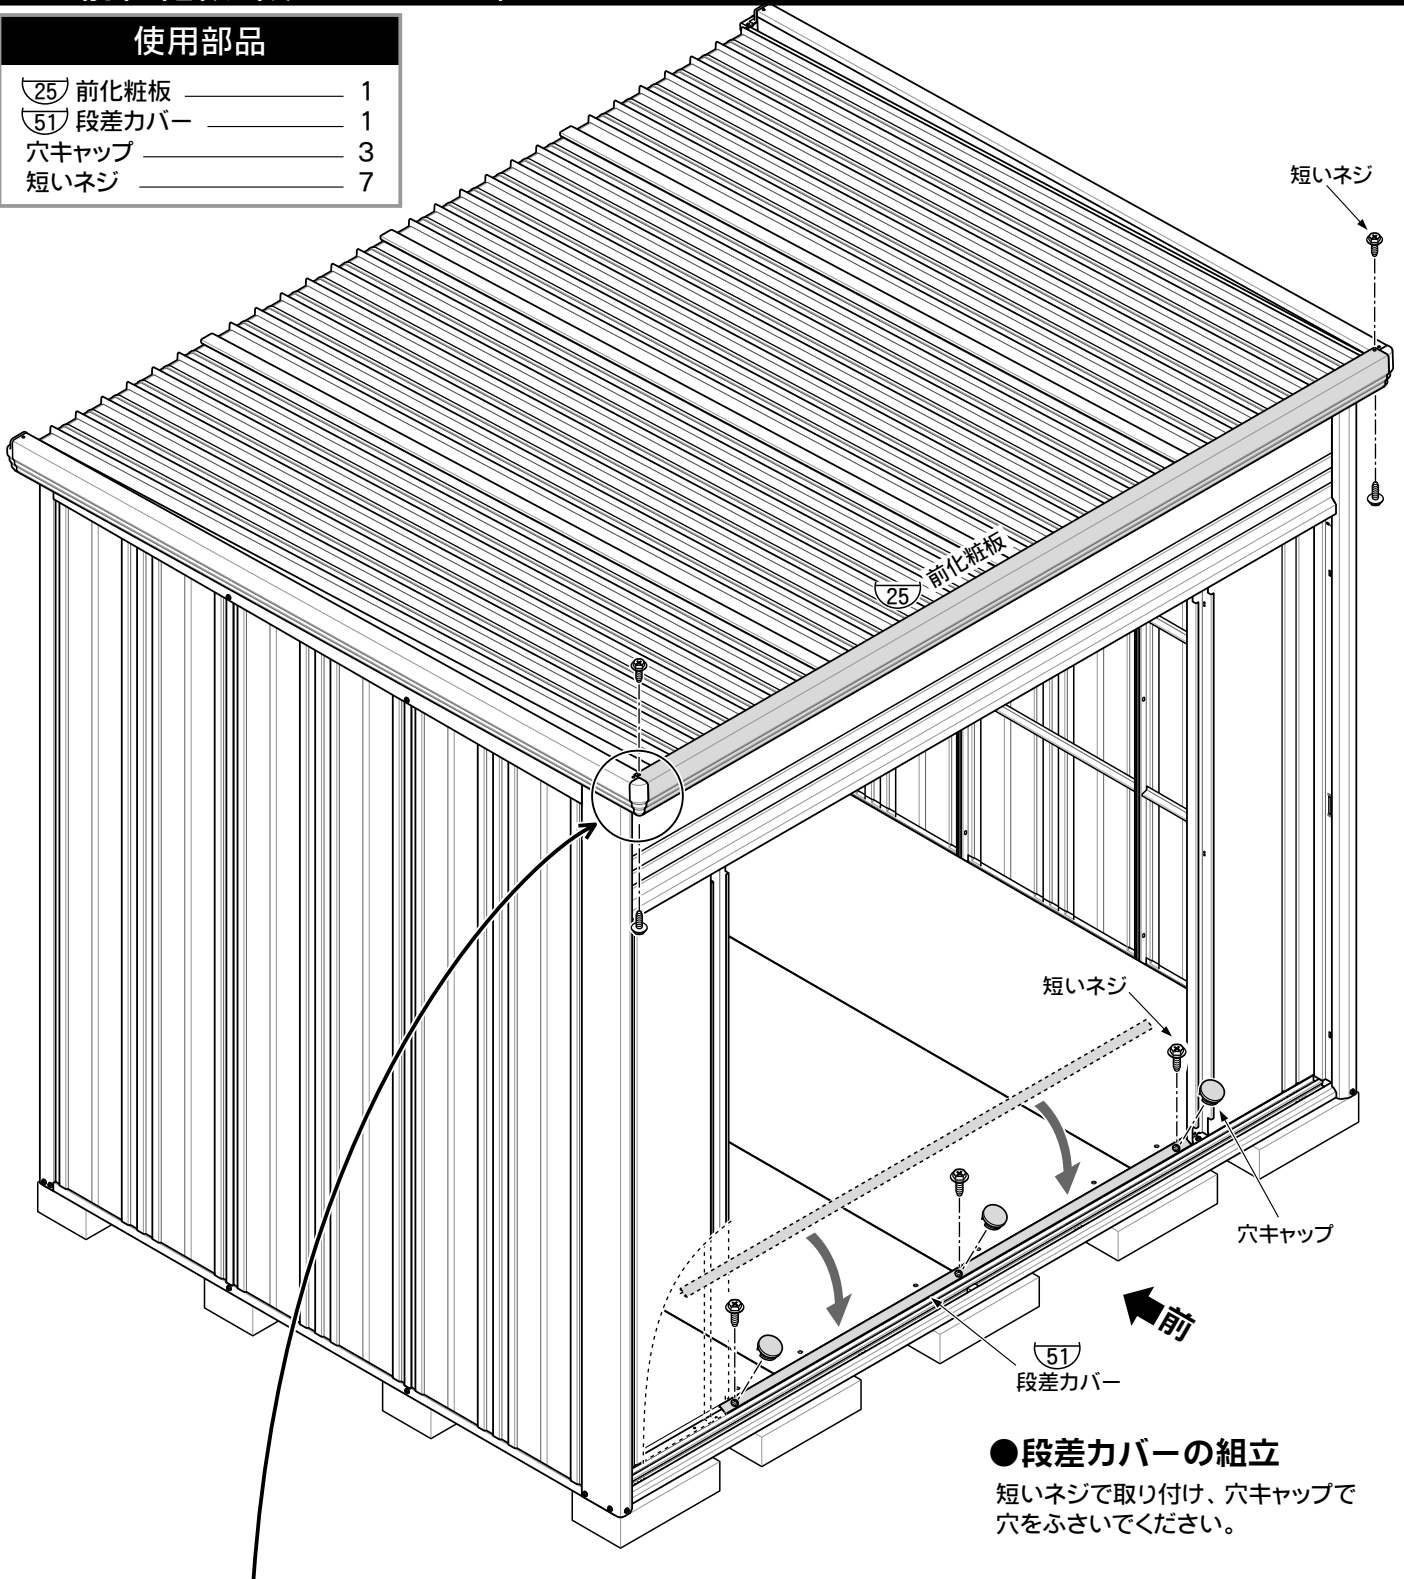 使用部品
25 前化粧板 1
51 段差カバー 1
穴キャップ 3
短いネジ 7
短いネジ
25 前化粧板
短いネジ
穴キャップ
前
51
段差カバー
●段差カバーの組立
短いネジで取り付け、穴キャップで
穴をふさいでください。